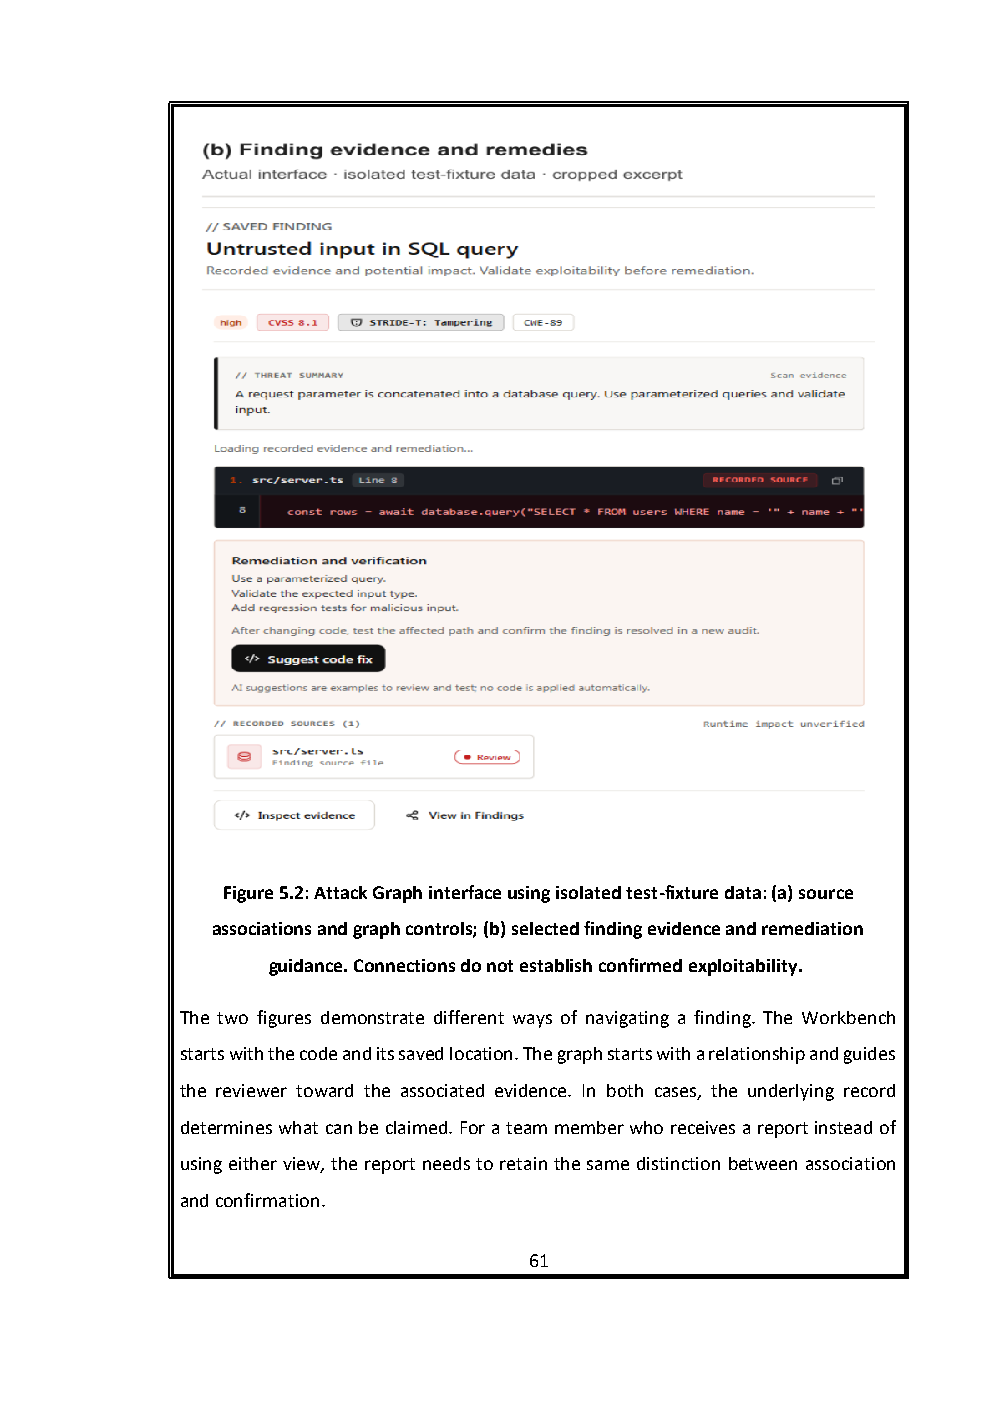 (b) Finding evidence and remedies
Actual interface · isolated test-fixture data · cropped excerpt
// SAVED FINDING
Untrusted input in SQL query
Recorded evidence and potential impact. Validate exploitability before remediation.
high CVSS 8.1 STRIDE-T: Tampering CWE-89
// THREAT SUMMARY Scan evidence
A request parameter is concatenated into a database query. Use parameterized queries and validate
input.
Loading recorded evidence and remediation...
1. src/server.ts Line 8 RECORDED SOURCE
8 const rows = await database.query("SELECT * FROM users WHERE name = '" + name + "'
Remediation and verification
Use a parameterized query.
Validate the expected input type.
Add regression tests for malicious input.
After changing code, test the affected path and confirm the finding is resolved in a new audit.
</> Suggest code fix
AI suggestions are examples to review and test; no code is applied automatically.
// RECORDED SOURCES (1) Runtime impact unverified
src/server.ts
Finding source file
Review
</> Inspect evidence View in Findings
Figure 5.2: Attack Graph interface using isolated test-fixture data: (a) source
associations and graph controls; (b) selected finding evidence and remediation
guidance. Connections do not establish confirmed exploitability.
The two figures demonstrate different ways of navigating a finding. The Workbench
starts with the code and its saved location. The graph starts with a relationship and guides
the reviewer toward the associated evidence. In both cases, the underlying record
determines what can be claimed. For a team member who receives a report instead of
using either view, the report needs to retain the same distinction between association
and confirmation.
61